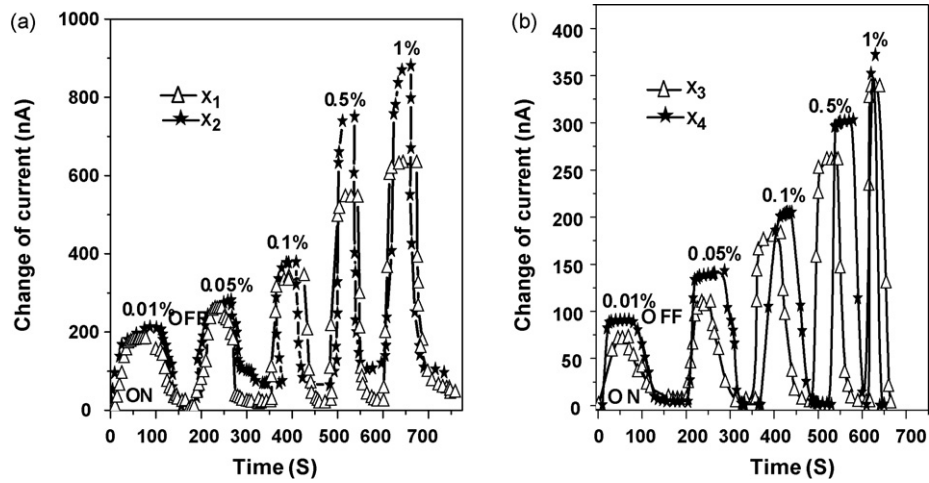 (a)
1000
800
600
400
200
0
Change of current (nA)
X1
X2
0.01%
OFF
ON
0.05%
0.1%
0.5%
1%
0 100 200 300 400 500 600 700
Time (S)
(b)
400
350
300
250
200
150
100
50
0
Change of current (nA)
X3
X4
0.01%
OFF
ON
0.05%
0.1%
0.5%
1%
0 100 200 300 400 500 600 700
Time (S)